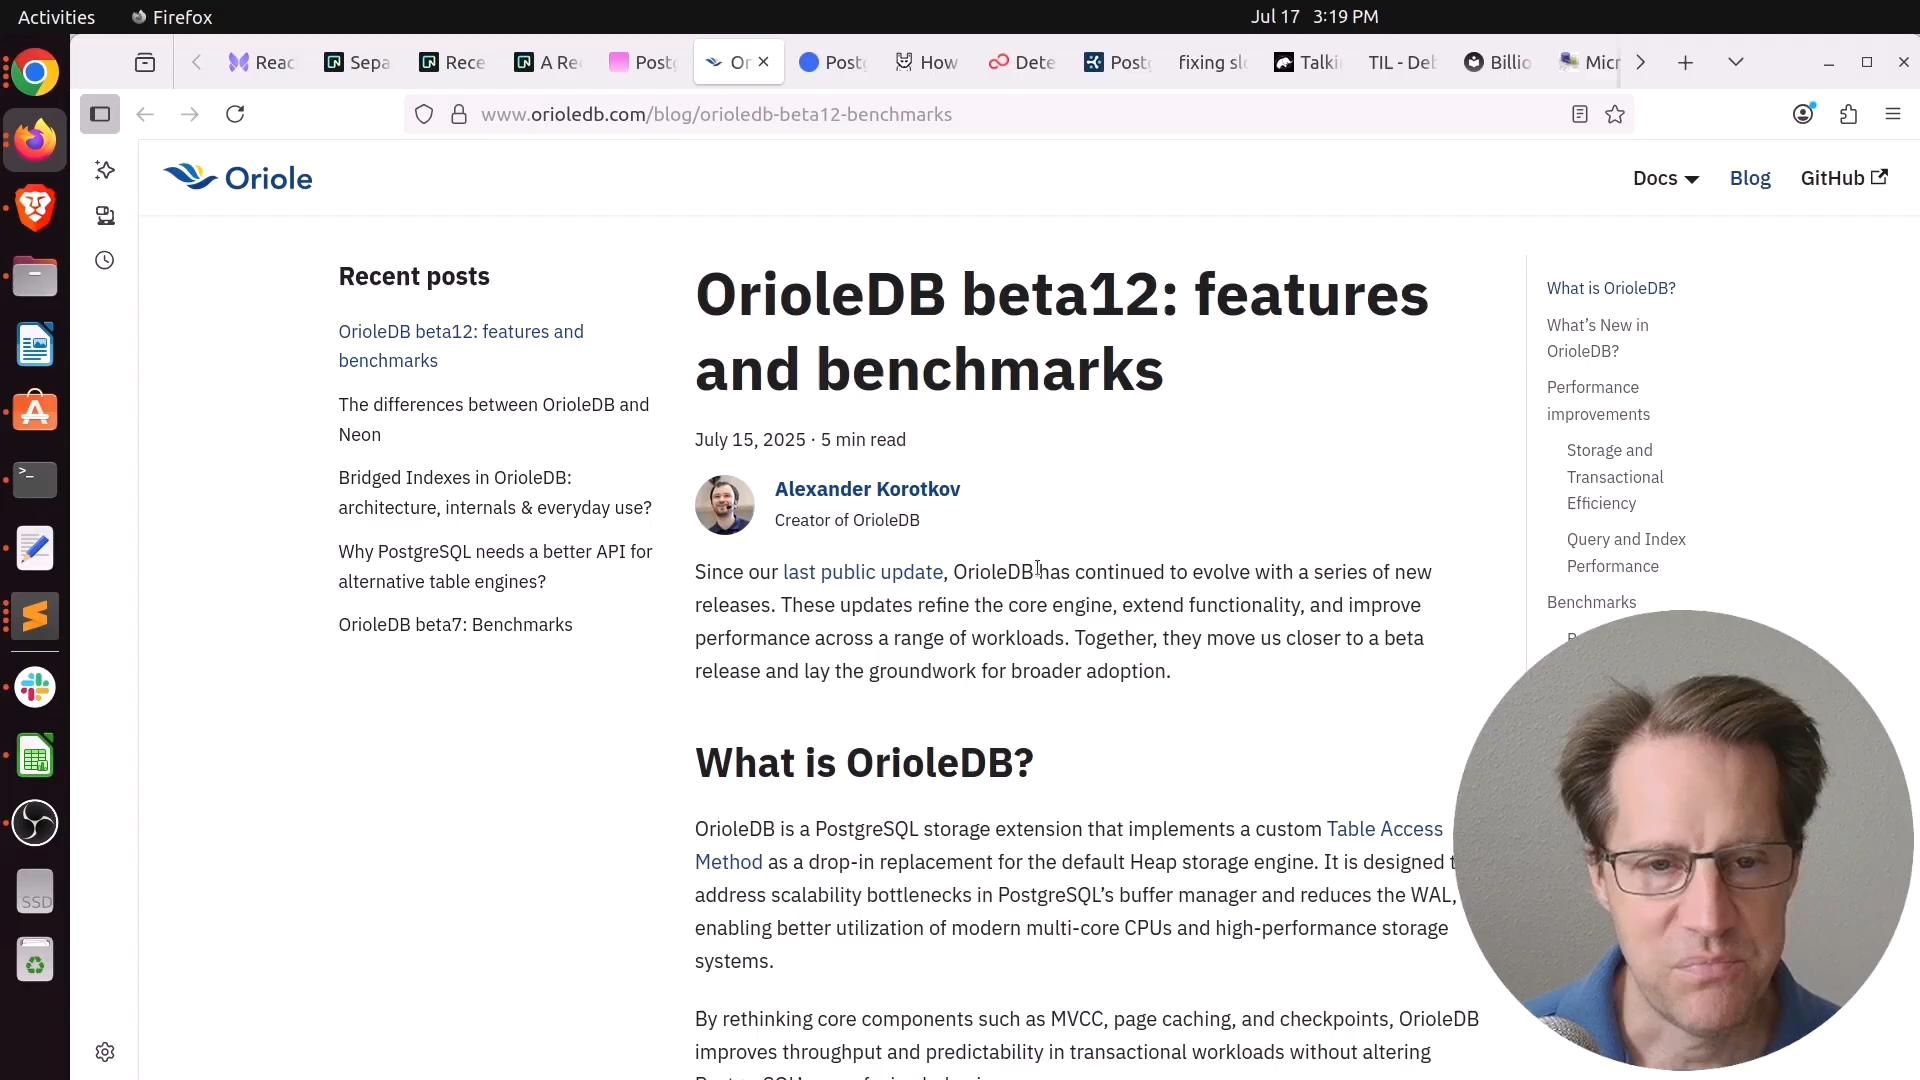 Activities
Firefox
Jul 17 3:19 PM
Reac
Sepa
Rece
A Re
Postg
Or
Postg
How
Dete
Postg
fixing slo
Talki
TIL - Deb
Billio
Micr
www.orioledb.com/blog/orioledb-beta12-benchmarks
Oriole
Docs
Blog
GitHub
Recent posts
OrioleDB beta12: features and
benchmarks
The differences between OrioleDB and
Neon
Bridged Indexes in OrioleDB:
architecture, internals & everyday use?
Why PostgreSQL needs a better API for
alternative table engines?
OrioleDB beta7: Benchmarks
OrioleDB beta12: features
and benchmarks
July 15, 2025 · 5 min read
Alexander Korotkov
Creator of OrioleDB
Since our last public update, OrioleDB has continued to evolve with a series of new
releases. These updates refine the core engine, extend functionality, and improve
performance across a range of workloads. Together, they move us closer to a beta
release and lay the groundwork for broader adoption.
What is OrioleDB?
OrioleDB is a PostgreSQL storage extension that implements a custom Table Access
Method as a drop-in replacement for the default Heap storage engine. It is designed t
address scalability bottlenecks in PostgreSQL’s buffer manager and reduces the WAL,
enabling better utilization of modern multi-core CPUs and high-performance storage
systems.
By rethinking core components such as MVCC, page caching, and checkpoints, OrioleDB
improves throughput and predictability in transactional workloads without altering
What is OrioleDB?
What’s New in
OrioleDB?
Performance
improvements
Storage and
Transactional
Efficiency
Query and Index
Performance
Benchmarks
SSD